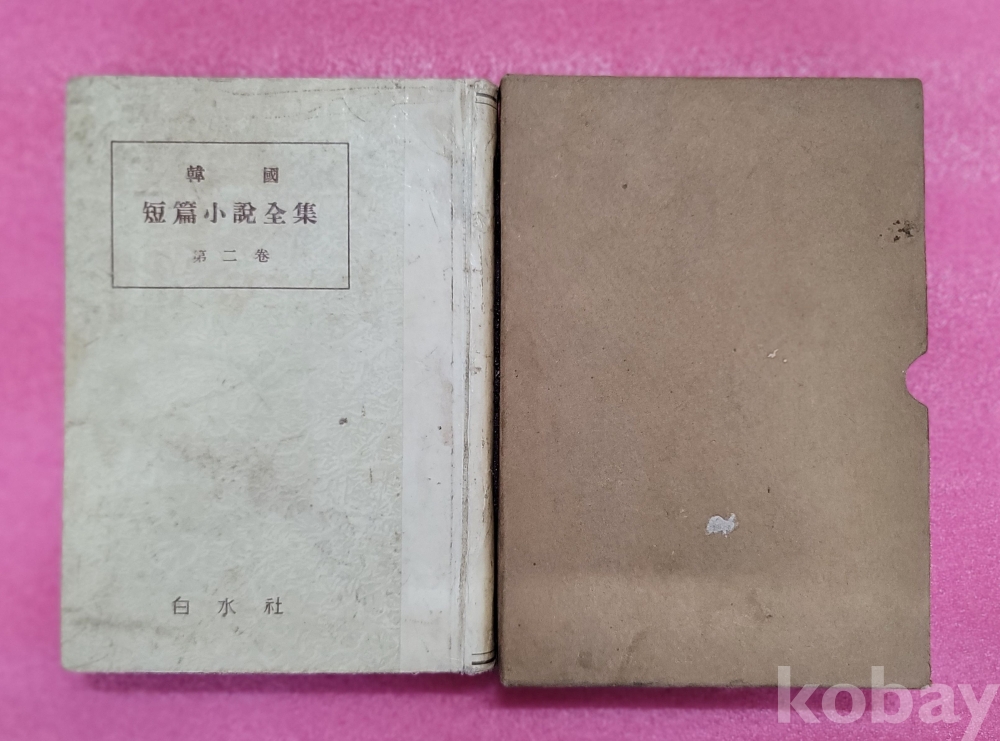 韓國
短篇小說全集
第二卷
白水社
kobay